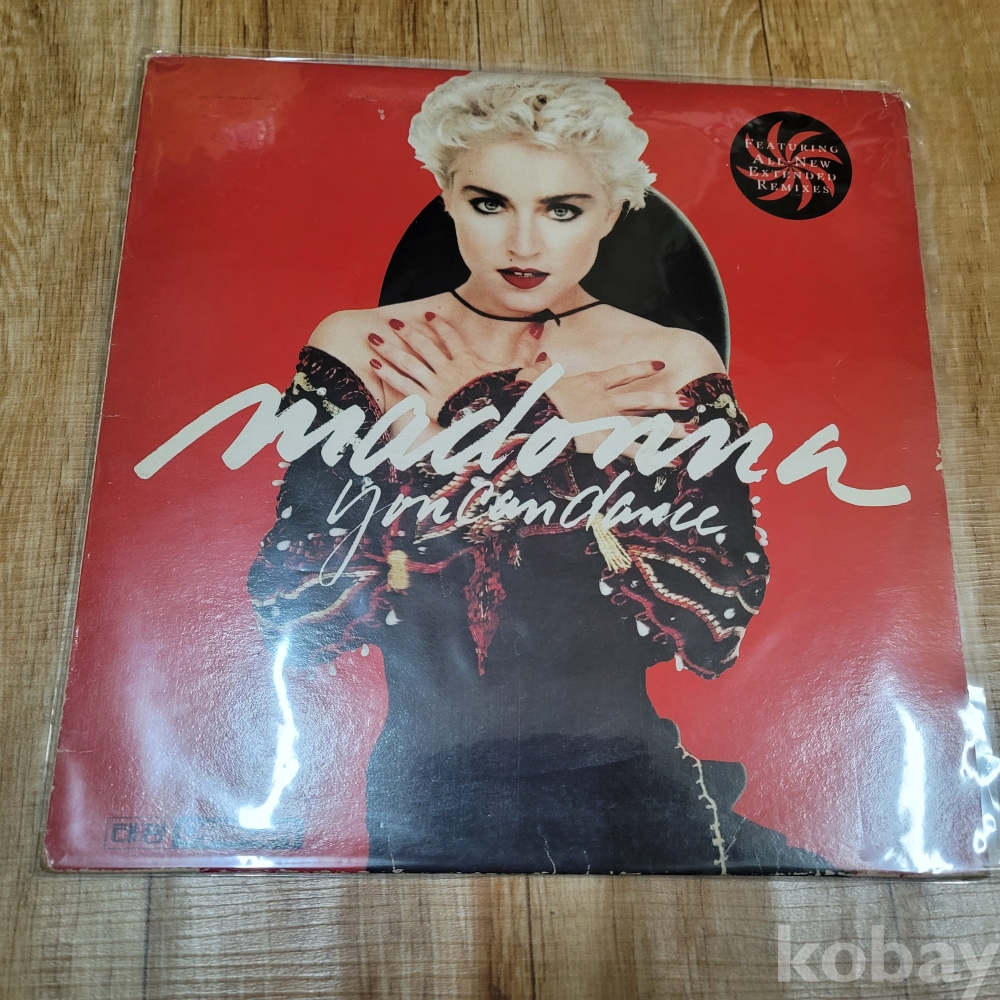 FEATURING
ALL NEW
EXTENDED
REMIXES
madonna
you can dance
kobay